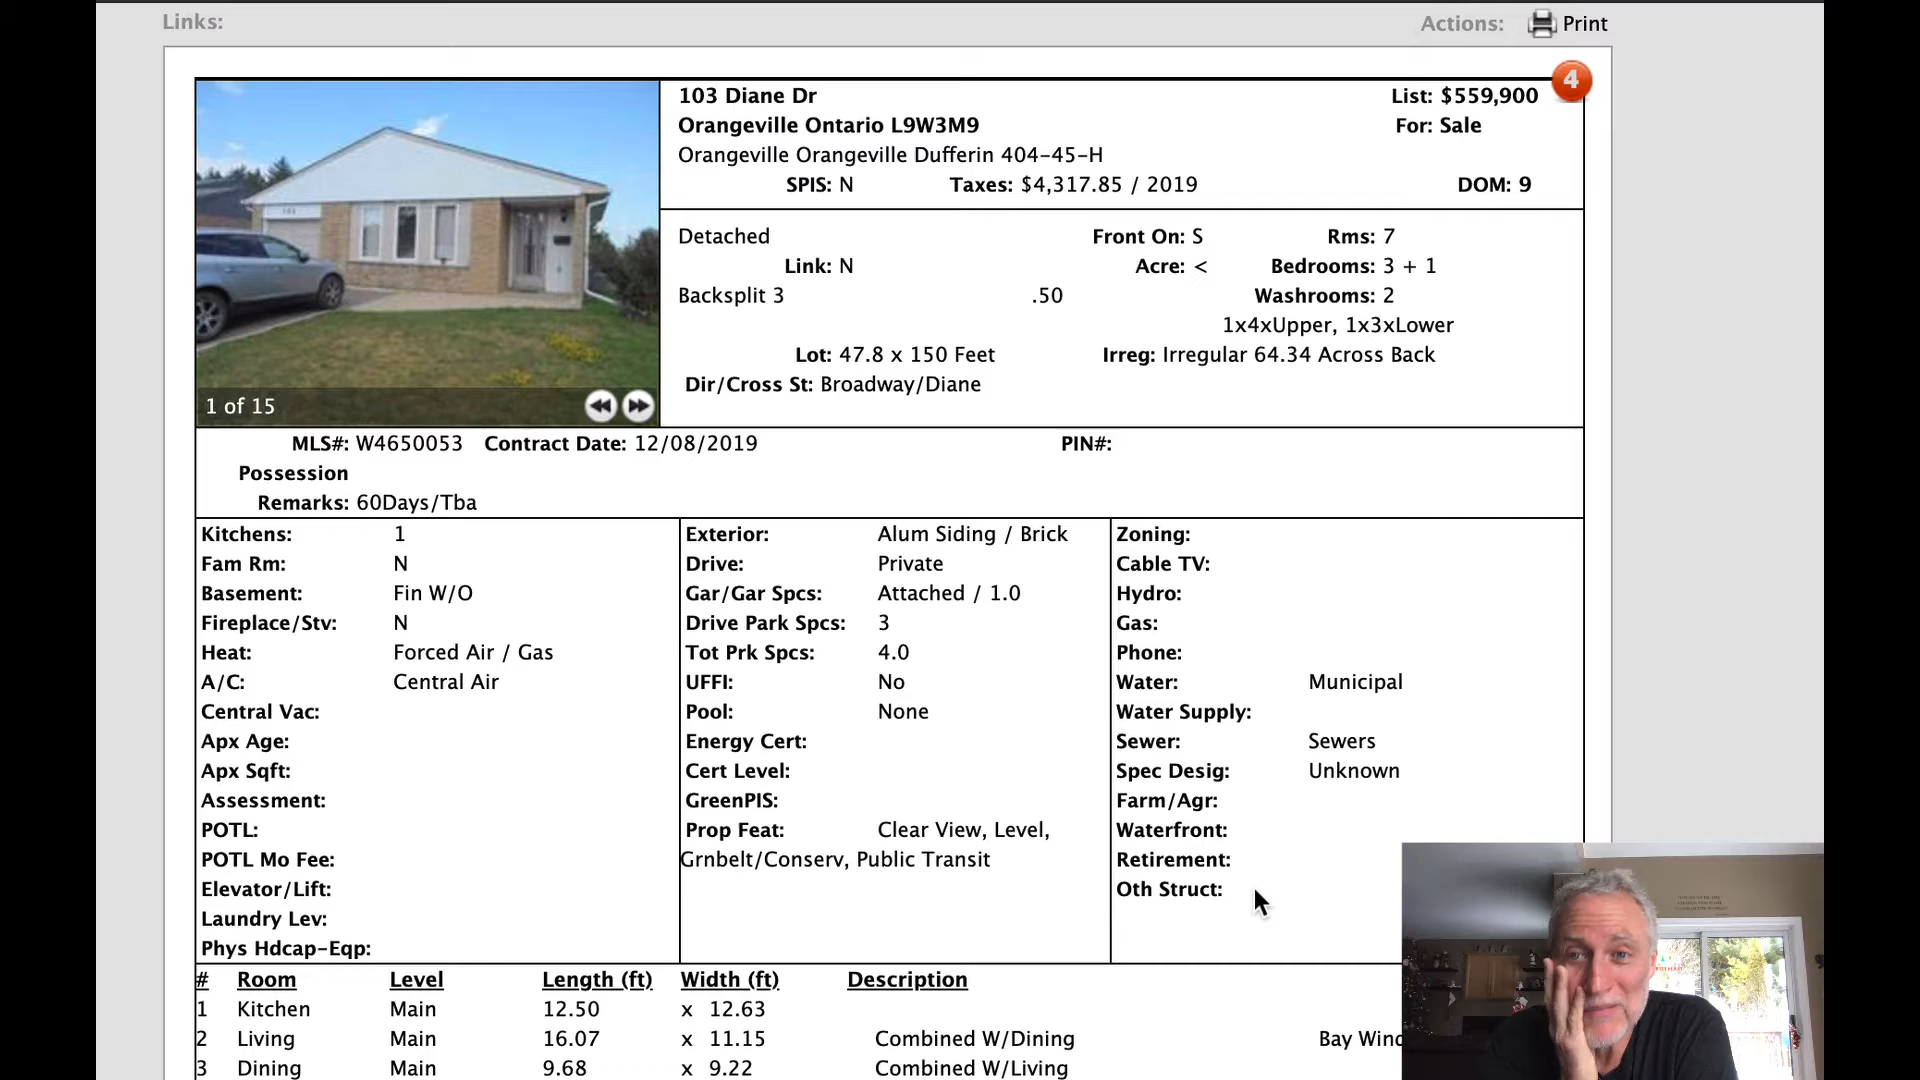 Links:
Actions: Print
4
103 Diane Dr
List: $559,900
Orangeville Ontario L9W3M9
For: Sale
Orangeville Orangeville Dufferin 404-45-H
SPIS: N Taxes: $4,317.85 / 2019 DOM: 9
Detached Front On: S Rms: 7
Link: N Acre: < Bedrooms: 3 + 1
Backsplit 3 .50 Washrooms: 2
1x4xUpper, 1x3xLower
Lot: 47.8 x 150 Feet Irreg: Irregular 64.34 Across Back
Dir/Cross St: Broadway/Diane
1 of 15
MLS#: W4650053 Contract Date: 12/08/2019 PIN#:
Possession
Remarks: 60Days/Tba
Kitchens: 1
Fam Rm: N
Basement: Fin W/O
Fireplace/Stv: N
Heat: Forced Air / Gas
A/C: Central Air
Central Vac:
Apx Age:
Apx Sqft:
Assessment:
POTL:
POTL Mo Fee:
Elevator/Lift:
Laundry Lev:
Phys Hdcap-Eqp:
Exterior: Alum Siding / Brick
Drive: Private
Gar/Gar Spcs: Attached / 1.0
Drive Park Spcs: 3
Tot Prk Spcs: 4.0
UFFI: No
Pool: None
Energy Cert:
Cert Level:
GreenPIS:
Prop Feat: Clear View, Level,
Grnbelt/Conserv, Public Transit
Zoning:
Cable TV:
Hydro:
Gas:
Phone:
Water: Municipal
Water Supply:
Sewer: Sewers
Spec Desig: Unknown
Farm/Agr:
Waterfront:
Retirement:
Oth Struct:
# Room Level Length (ft) Width (ft) Description
1 Kitchen Main 12.50 x 12.63
2 Living Main 16.07 x 11.15 Combined W/Dining Bay
3 Dining Main 9.68 x 9.22 Combined W/Living